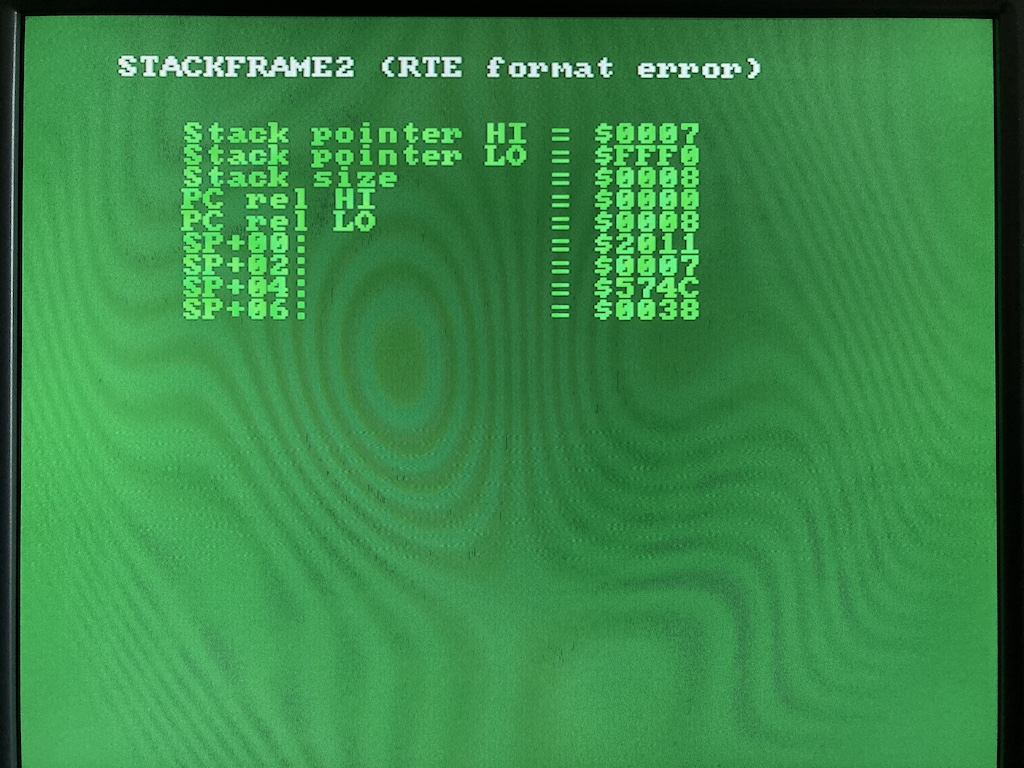 STACKFRAME2 (RTE format error)
Stack pointer HI = $0007
Stack pointer LO = $FFF0
Stack size = $0008
PC rel HI = $0000
PC rel LO = $0008
SP+00: = $2011
SP+02: = $0007
SP+04: = $574C
SP+06: = $0038